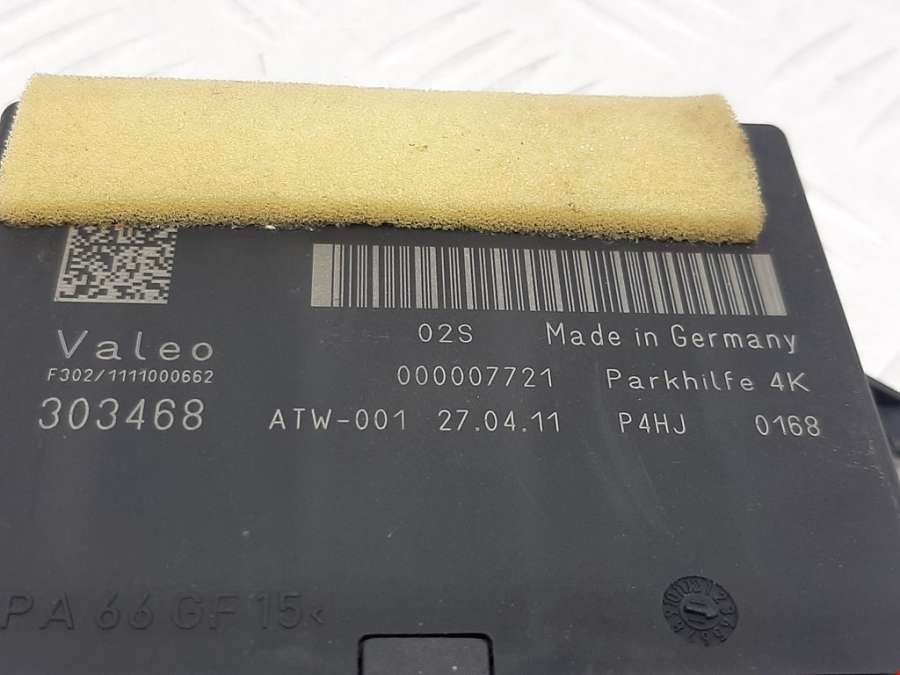 02S Made in Germany
Valeo
F302/1111000662
000007721 Parkhilfe 4K
303468
ATW-001 27.04.11 P4HJ 0168
PA 66 GF 15<